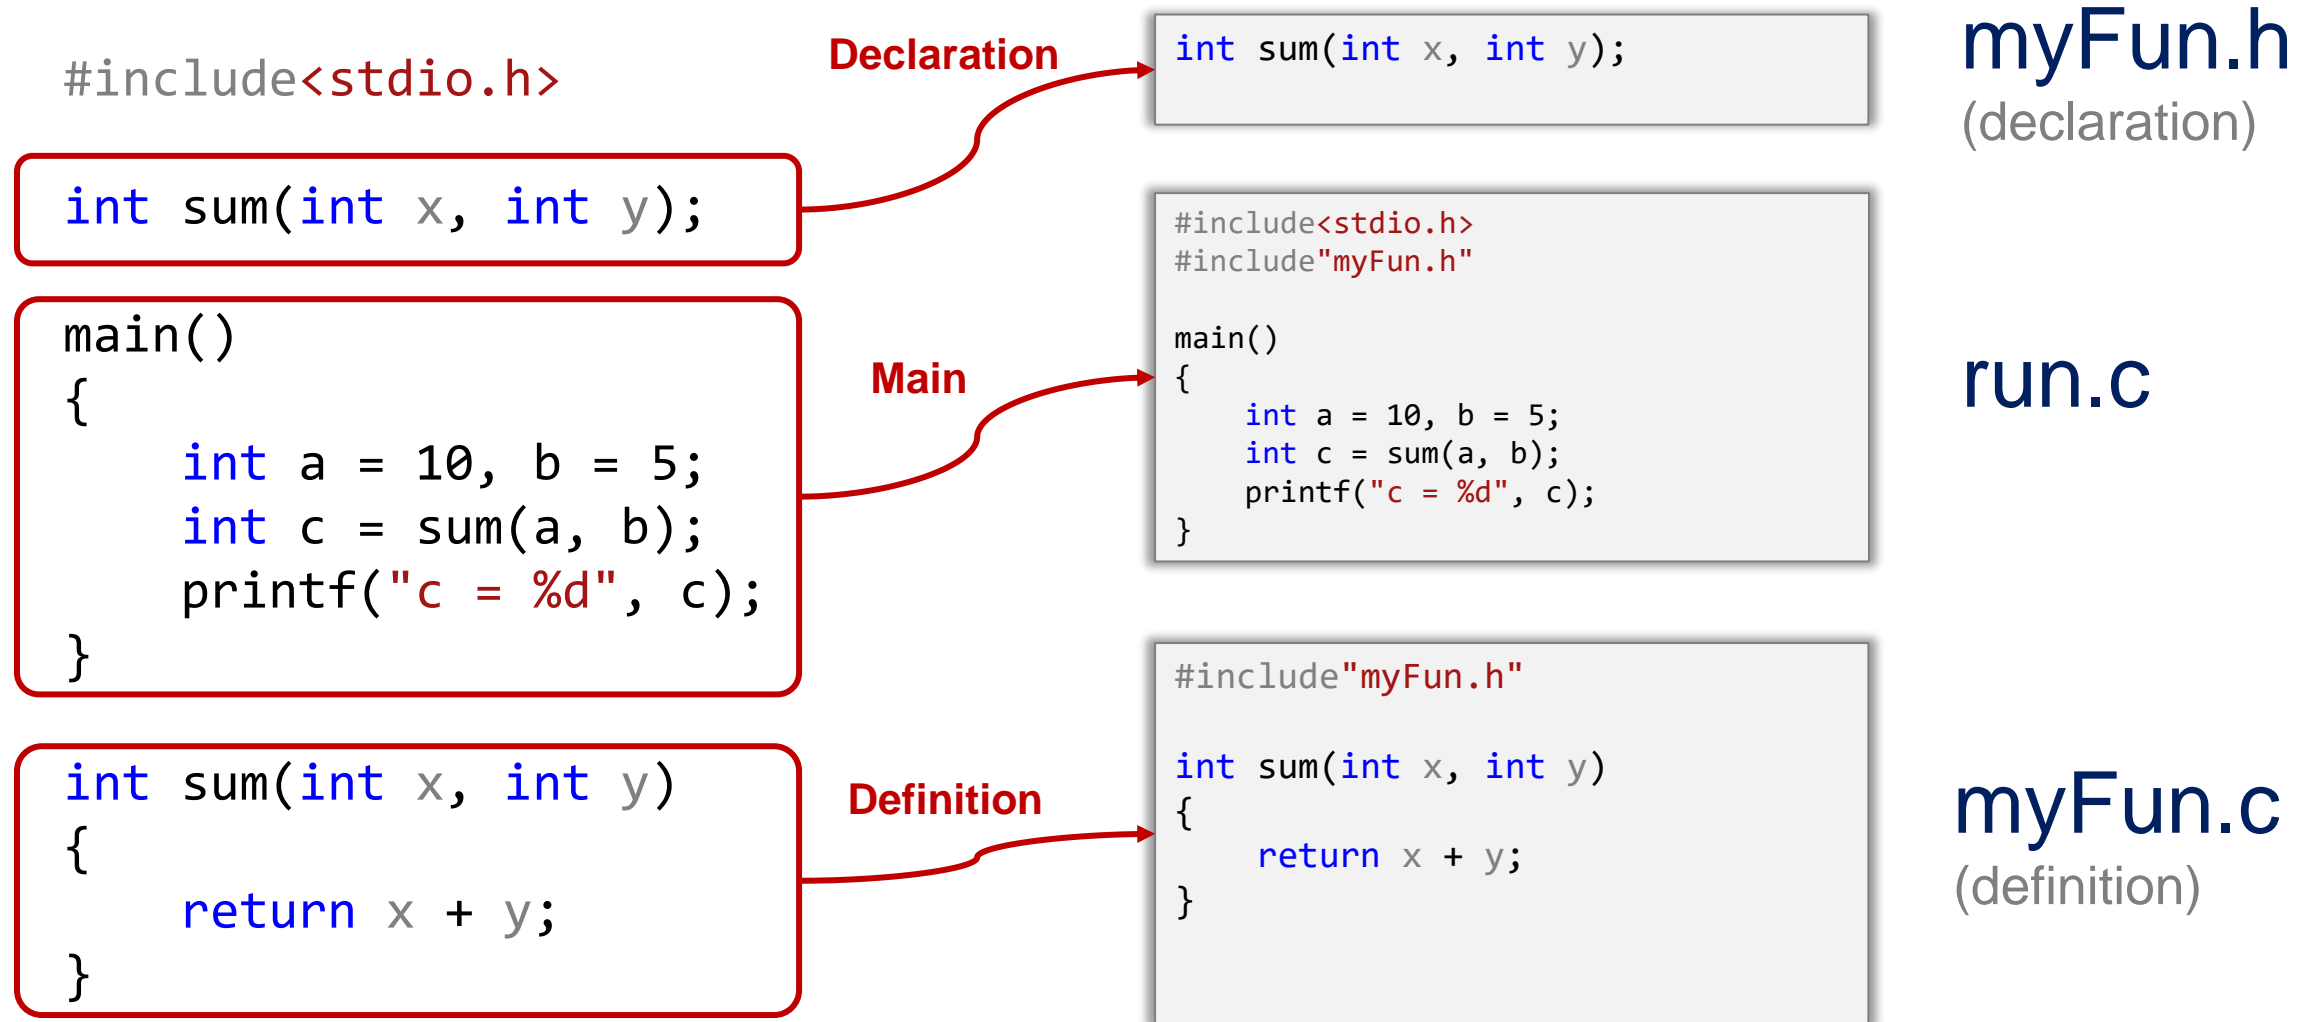 #include<stdio.h>
int sum(int x, int y);
main()
{
    int a = 10, b = 5;
    int c = sum(a, b);
    printf("c = %d", c);
}
int sum(int x, int y)
{
    return x + y;
}
Declaration
Main
Definition
int sum(int x, int y);
myFun.h
(declaration)
#include<stdio.h>
#include"myFun.h"
main()
{
    int a = 10, b = 5;
    int c = sum(a, b);
    printf("c = %d", c);
}
run.c
#include"myFun.h"
int sum(int x, int y)
{
    return x + y;
}
myFun.c
(definition)